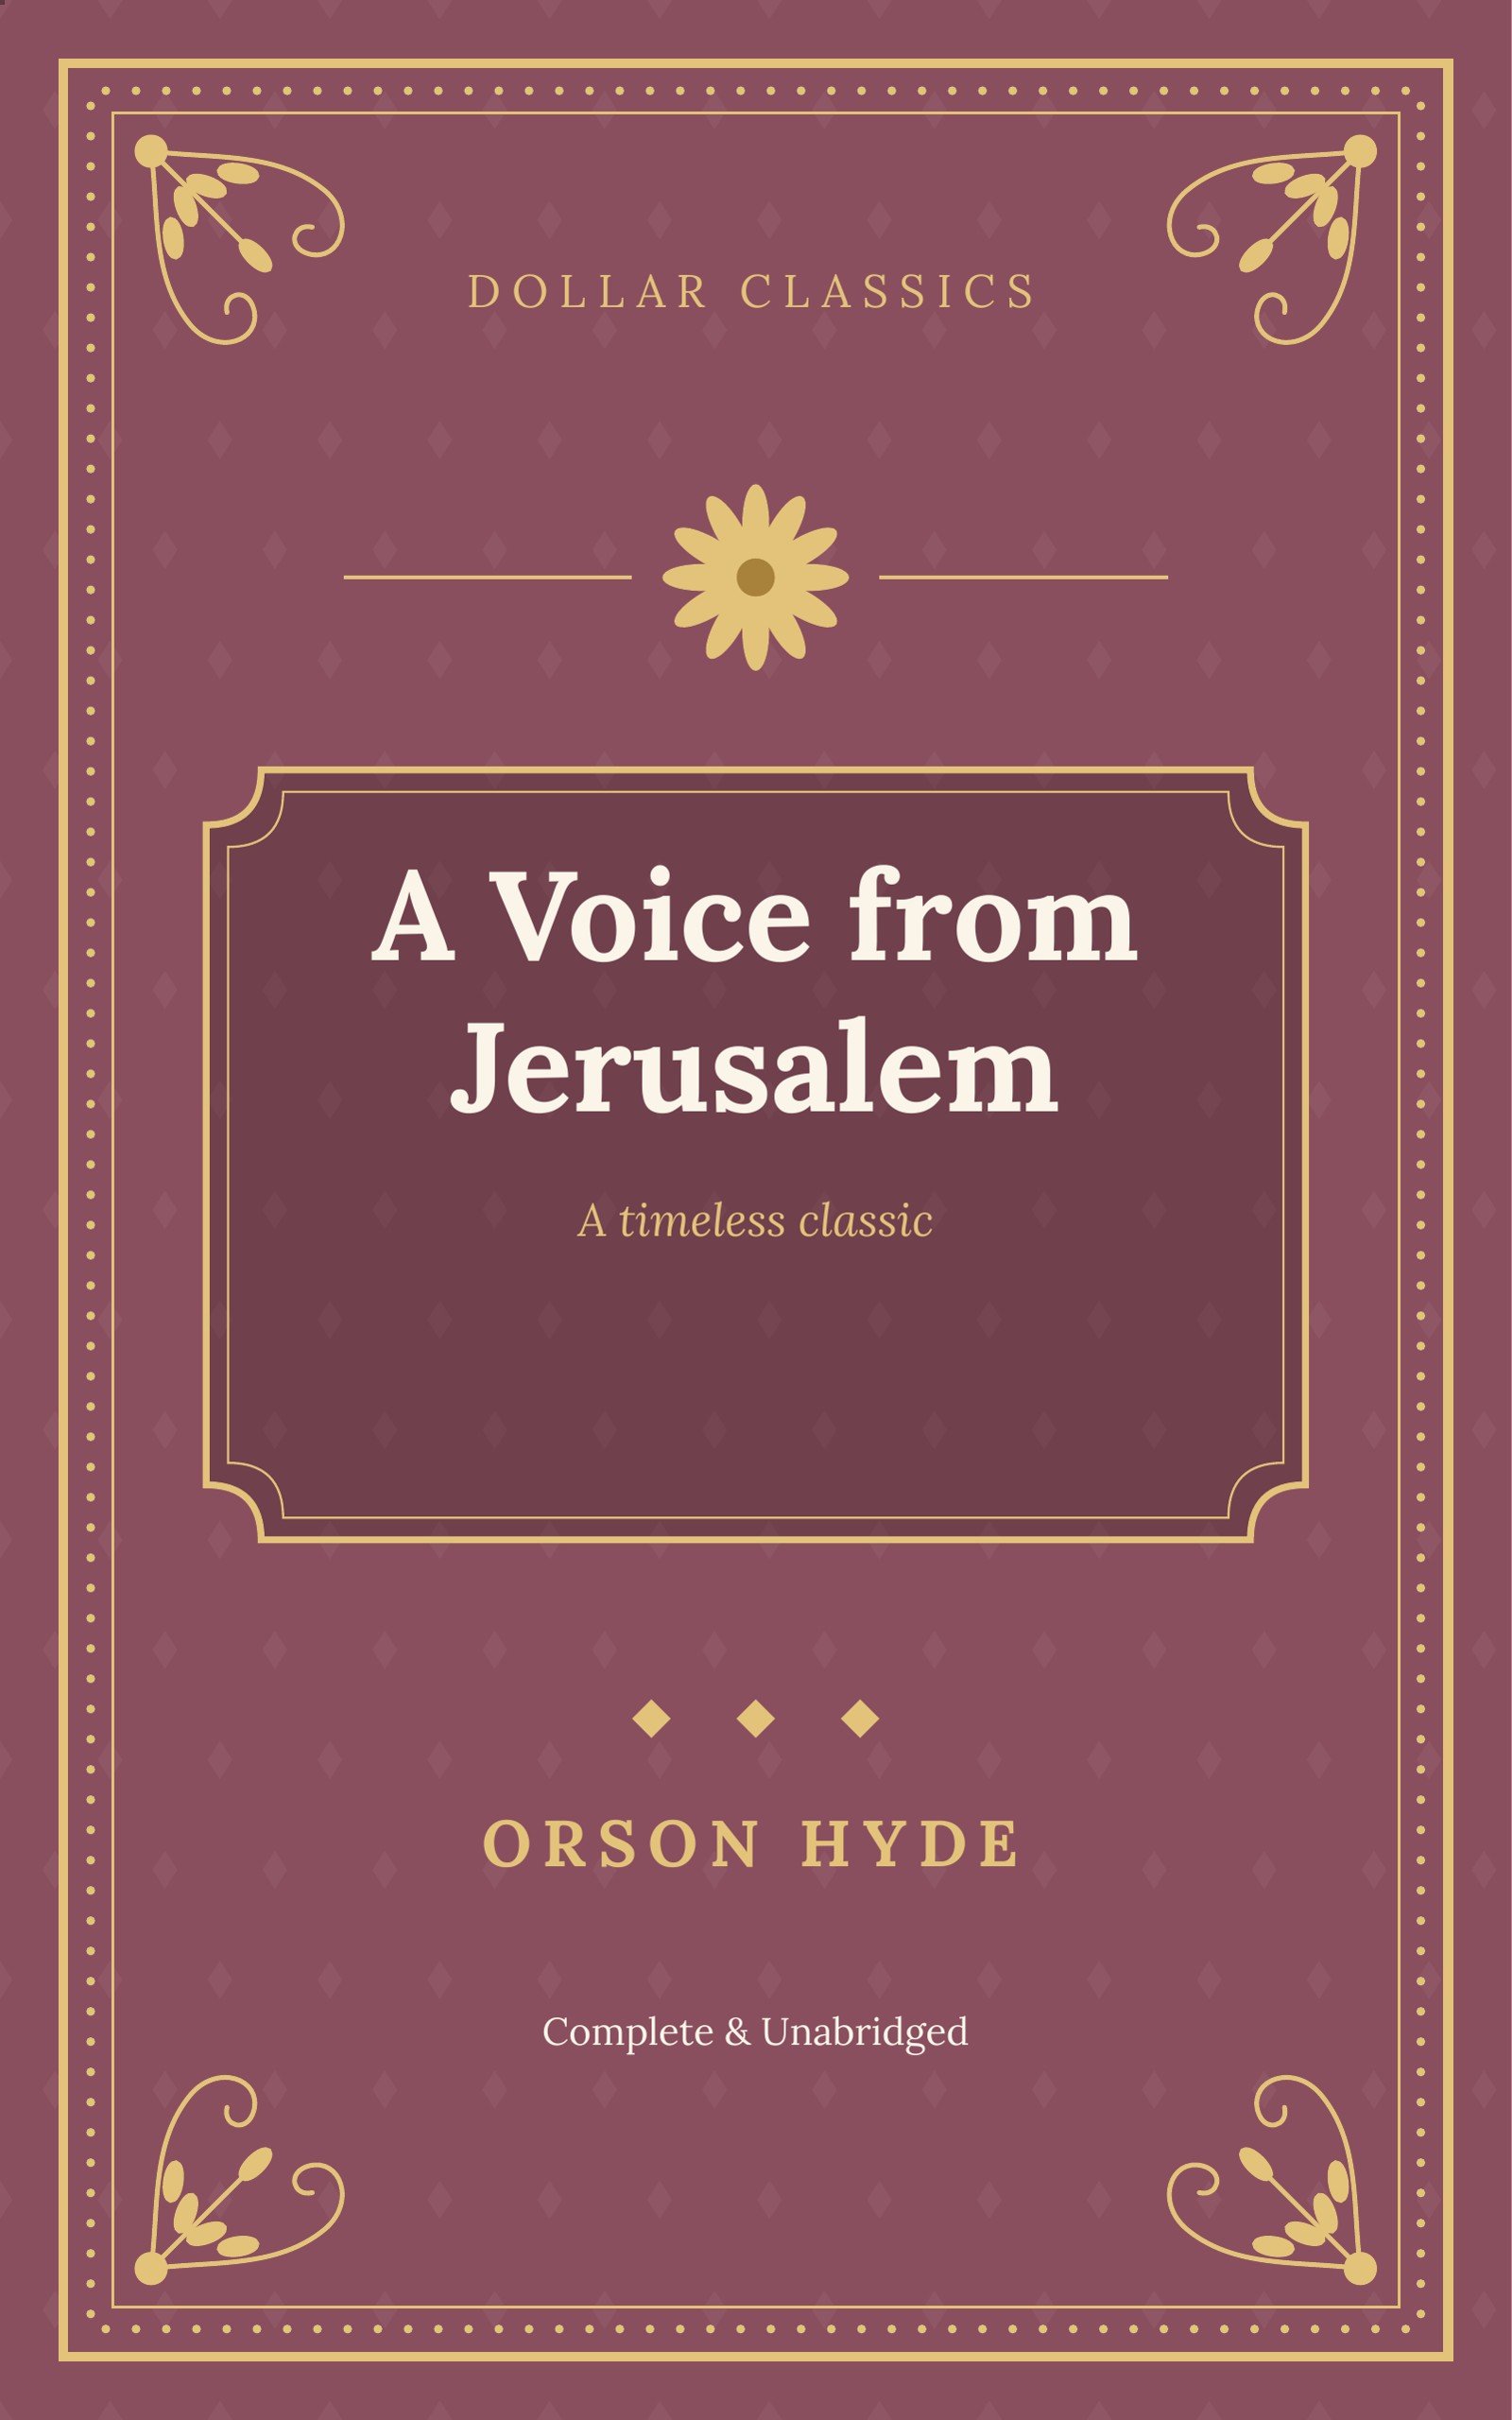 DOLLAR CLASSICS
A Voice from
Jerusalem
A timeless classic
ORSON HYDE
Complete & Unabridged